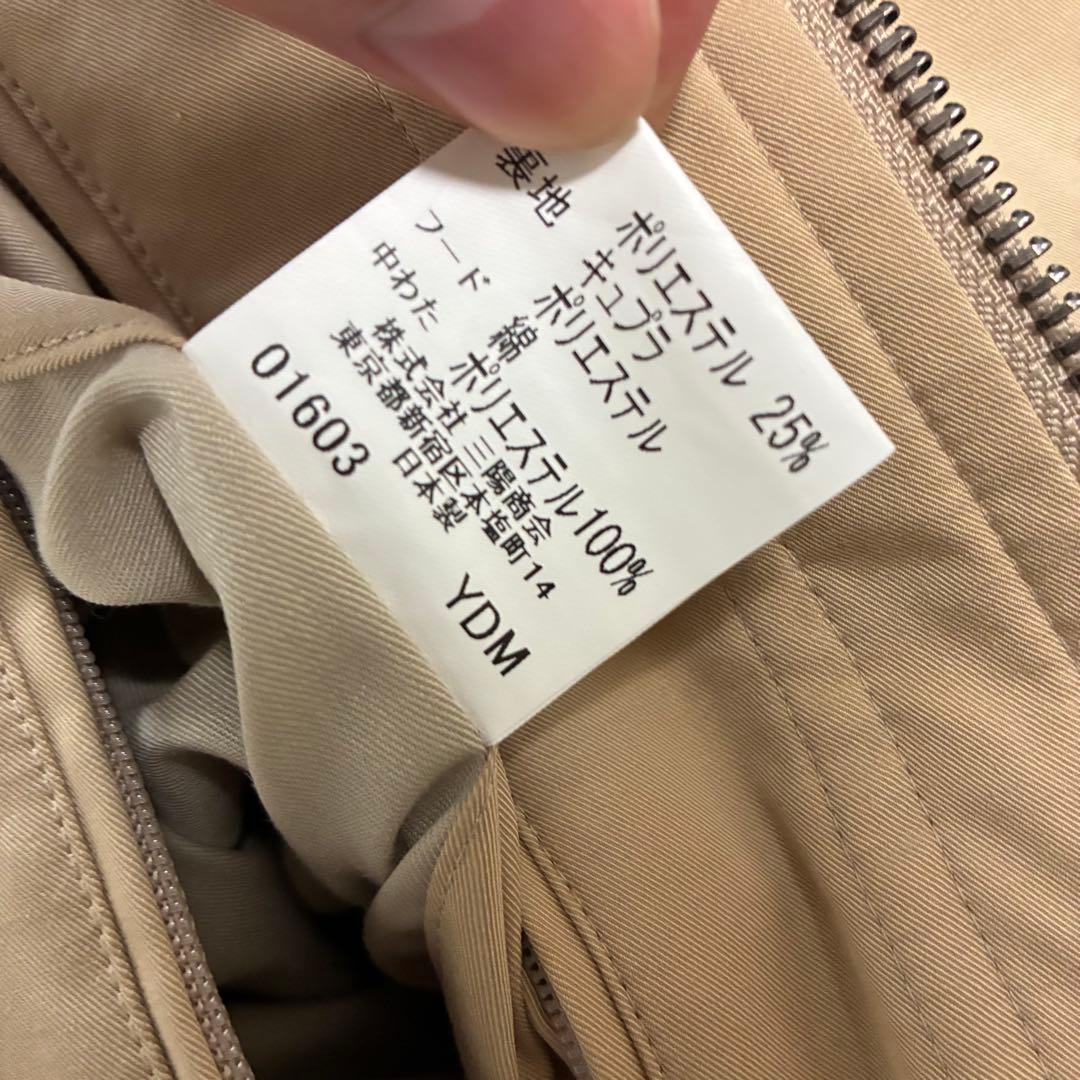 ポリエステル 25%
裏地 キュプラ
ポリエステル
フード 綿
中わた ポリエステル100%
株式会社 三陽商会
東京都新宿区本塩町14
日本製
01603 YDM